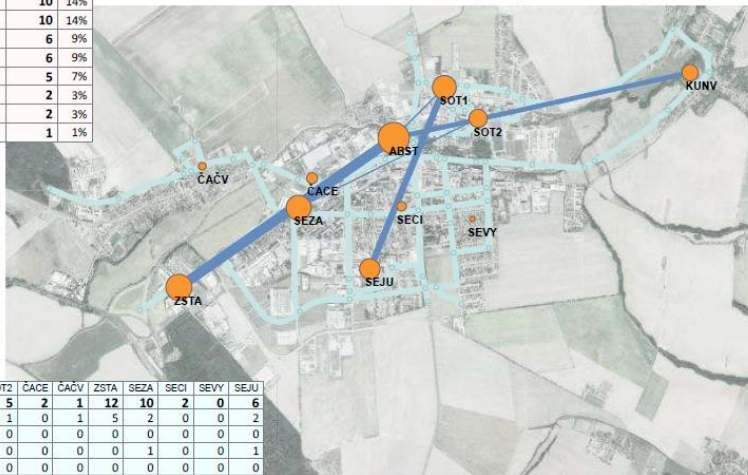 10 14%
10 14%
6 9%
6 9%
5 7%
2 3%
2 3%
1 1%
KUNV
SOT1
SOT2
ABST
ČAČV
ČACE
SEZA
SECI
SEVY
SEJU
ZSTA
ČACE ČAČV ZSTA SEZA SECI SEVY SEJU
5 2 1 12 10 2 0 6
1 0 1 5 2 0 0 2
0 0 0 0 0 0 0 0
0 0 0 0 1 0 0 1
0 0 0 0 0 0 0 0